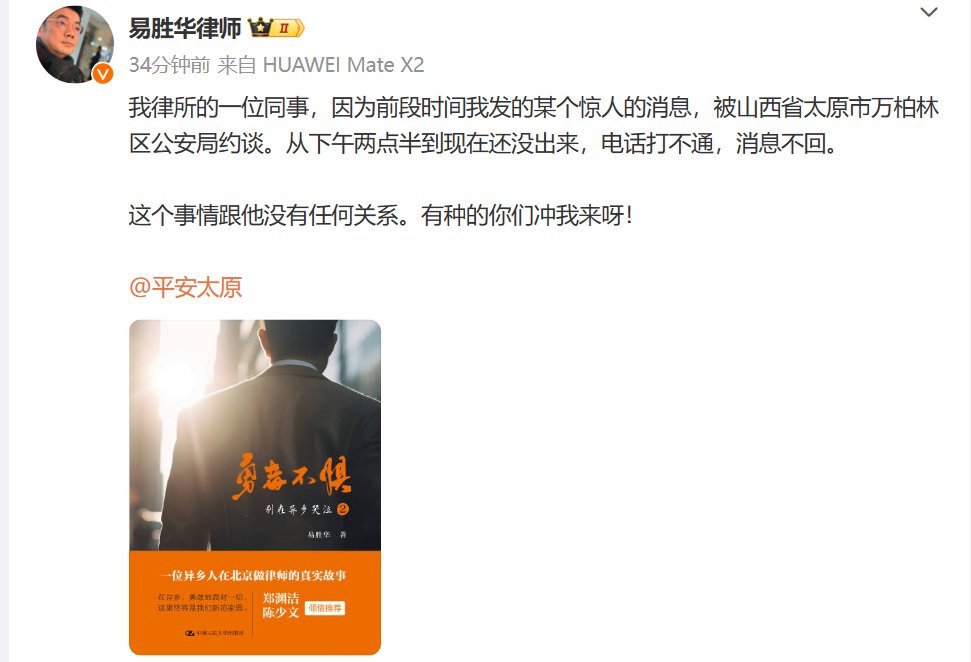 易胜华律师 II
34分钟前 来自 HUAWEI Mate X2
我律所的一位同事，因为前段时间我发的某个惊人的消息，被山西省太原市万柏林
区公安局约谈。从下午两点半到现在还没出来，电话打不通，消息不回。
这个事情跟他没有任何关系。有种的你们冲我来呀！
@平安太原
勇者不惧
别在异乡哭泣 2
易胜华 著
一位异乡人在北京做律师的真实故事
在异乡，勇敢地面对一切，
这里终将是我们新的家园。
郑渊洁
陈少文
倾情推荐
中国人民大学出版社